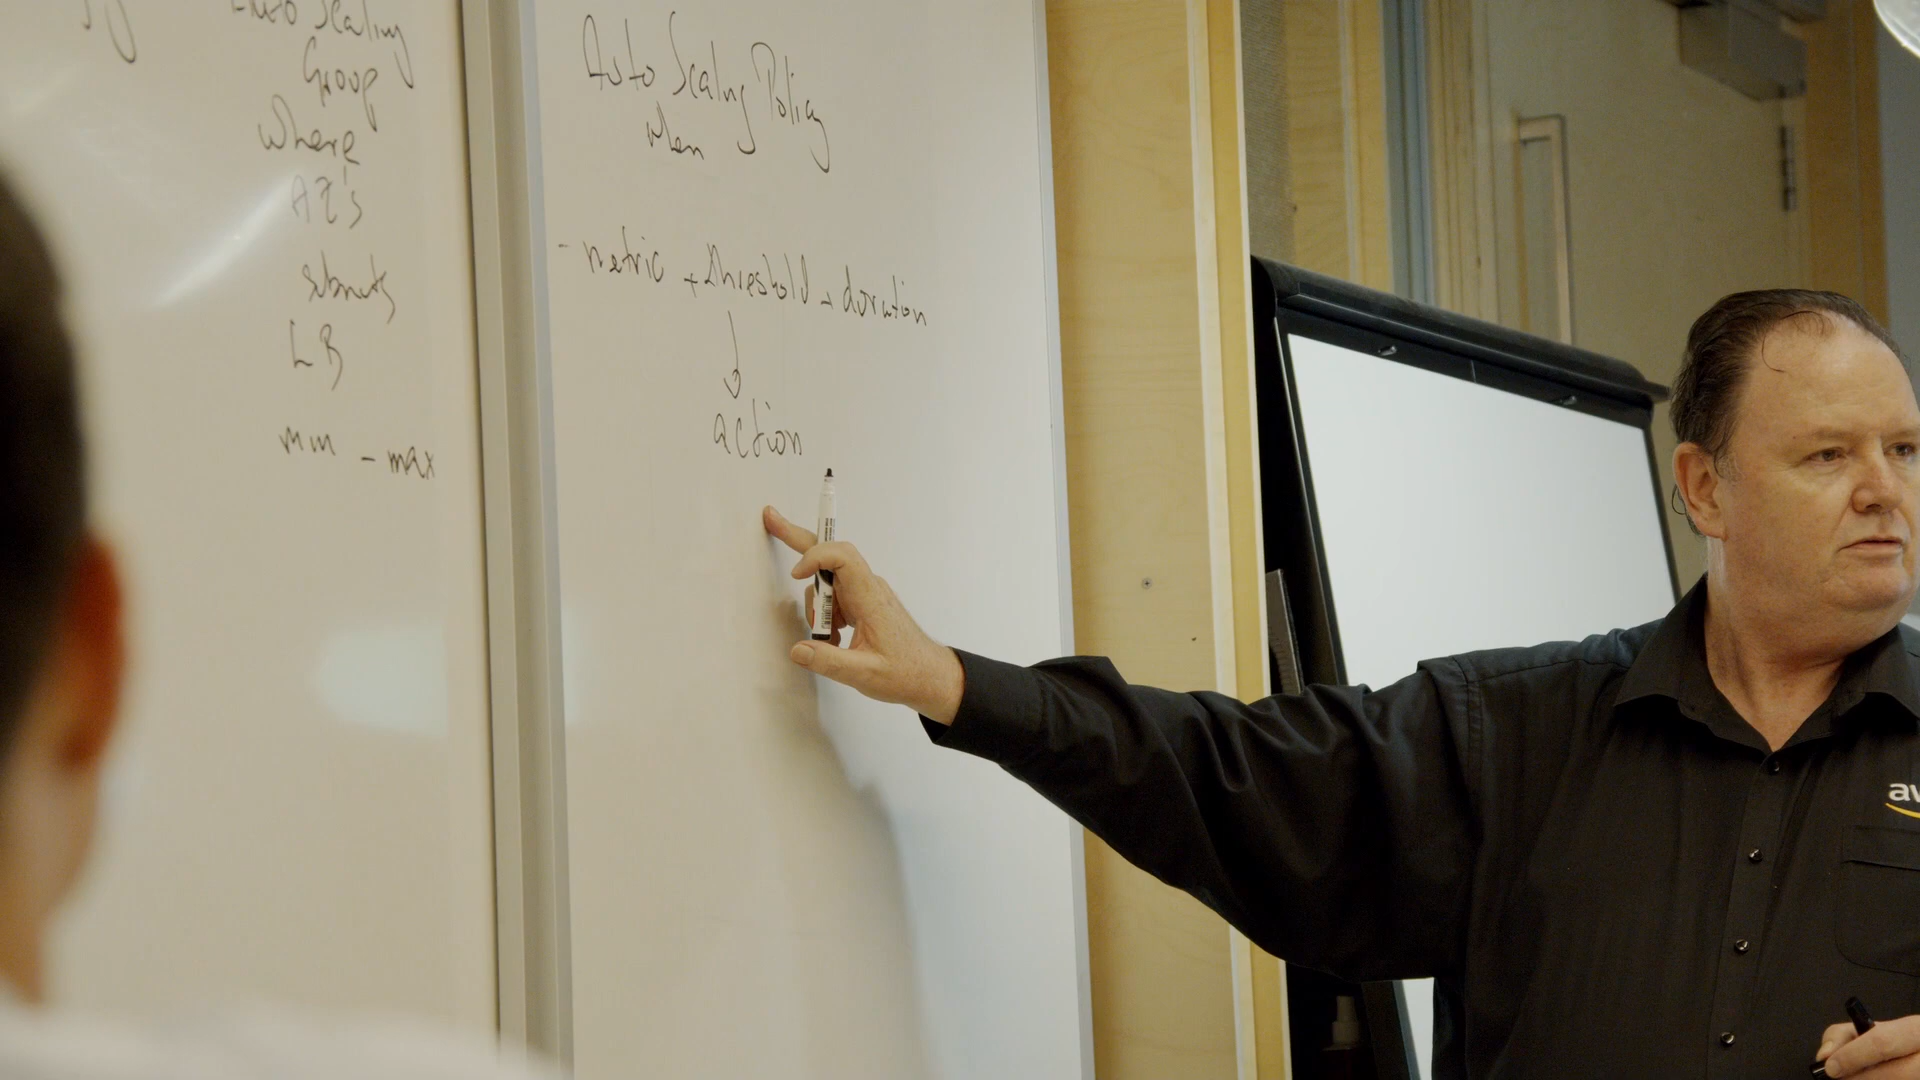 Auto Scaling
Group
Where
AZ's
subnets
LB
min - max
Auto Scaling Policy
When
- metric + threshold + duration
action